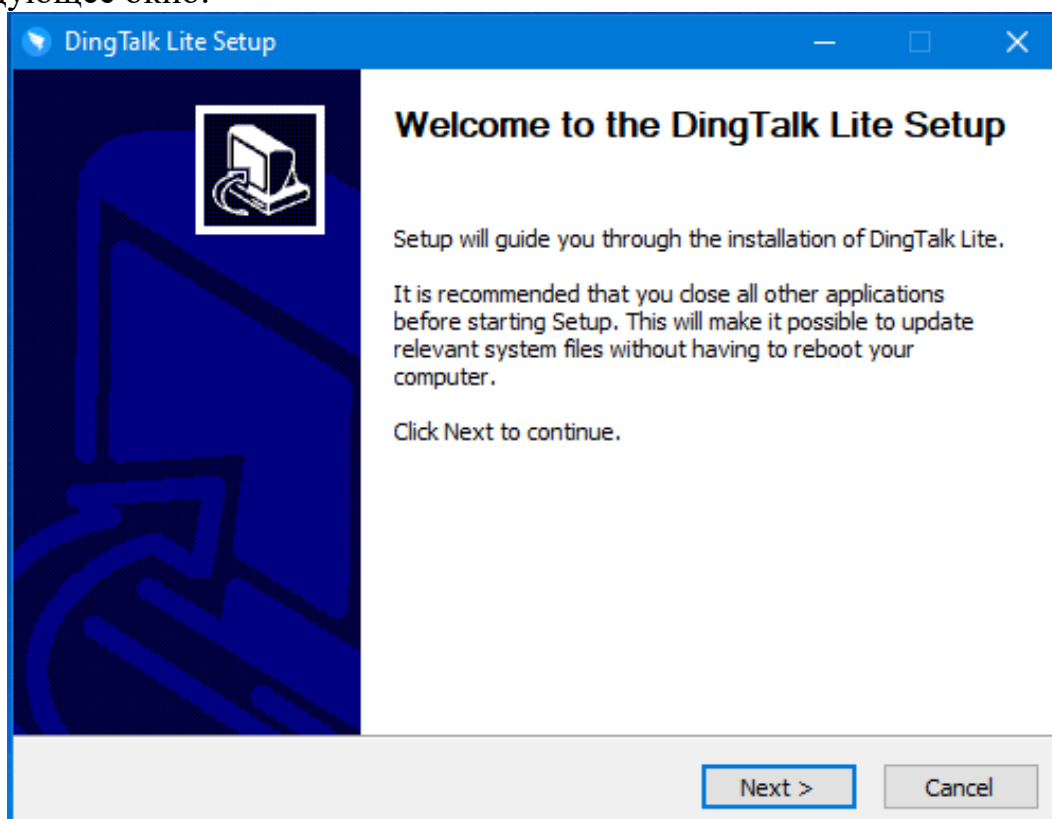 окно:
DingTalk Lite Setup
Welcome to the DingTalk Lite Setup
Setup will guide you through the installation of DingTalk Lite.
It is recommended that you close all other applications
before starting Setup. This will make it possible to update
relevant system files without having to reboot your
computer.
Click Next to continue.
Next >
Cancel